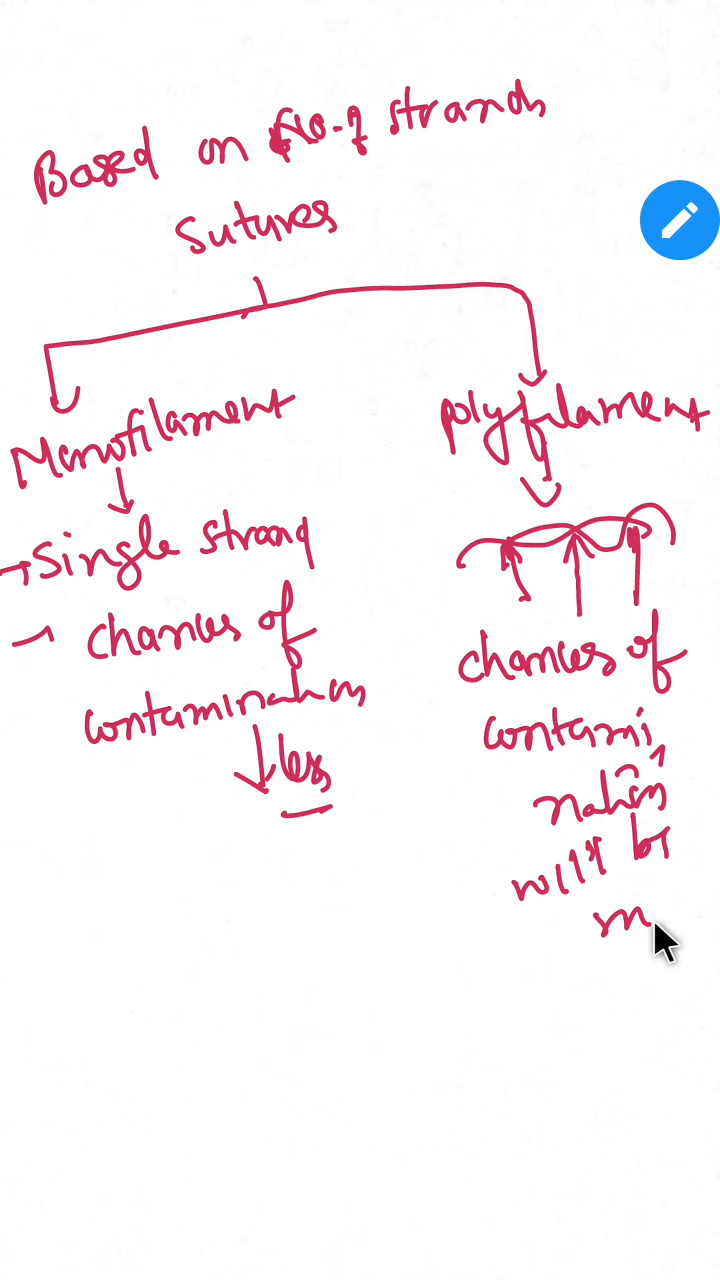 Based on No. of strands
Sutures
Monofilament
→ single strand
- chances of
contamination
↓ less
polyfilament
chances of
contami
nation
will be
m